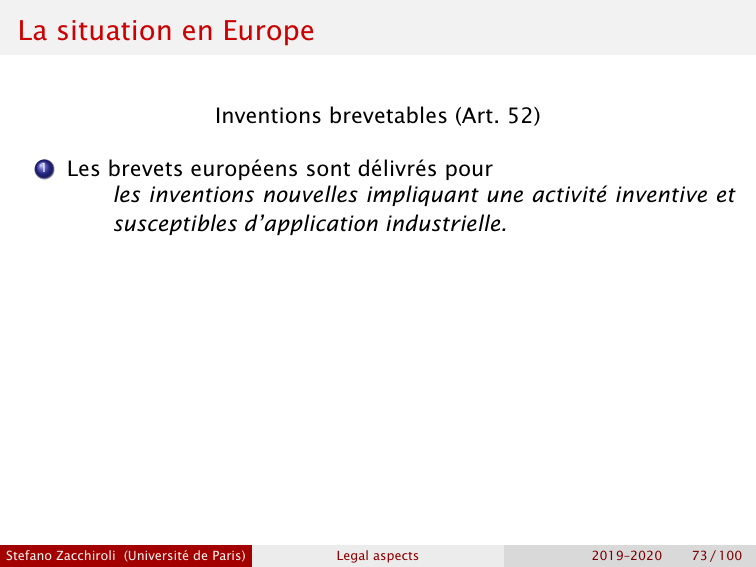 La situation en Europe
Inventions brevetables (Art. 52)
1 Les brevets européens sont délivrés pour
les inventions nouvelles impliquant une activité inventive et
susceptibles d’application industrielle.
Stefano Zacchiroli (Université de Paris) Legal aspects 2019–2020 73 / 100